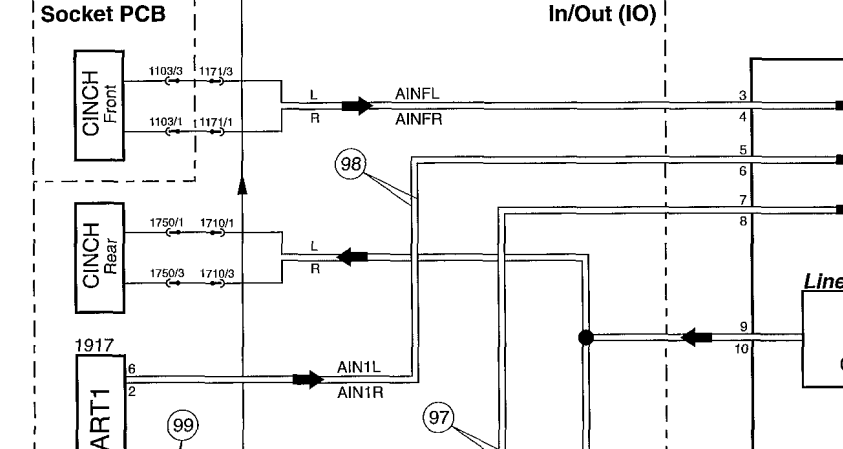 Socket PCB
In/Out (IO)
CINCH
Front
1103/3
1171/3
1103/1
1171/1
L
R
AINFL
AINFR
3
4
98
5
6
7
8
CINCH
Rear
1750/1
1710/1
1750/3
1710/3
L
R
Line
9
10
1917
6
2
ART1
AIN1L
AIN1R
99
97